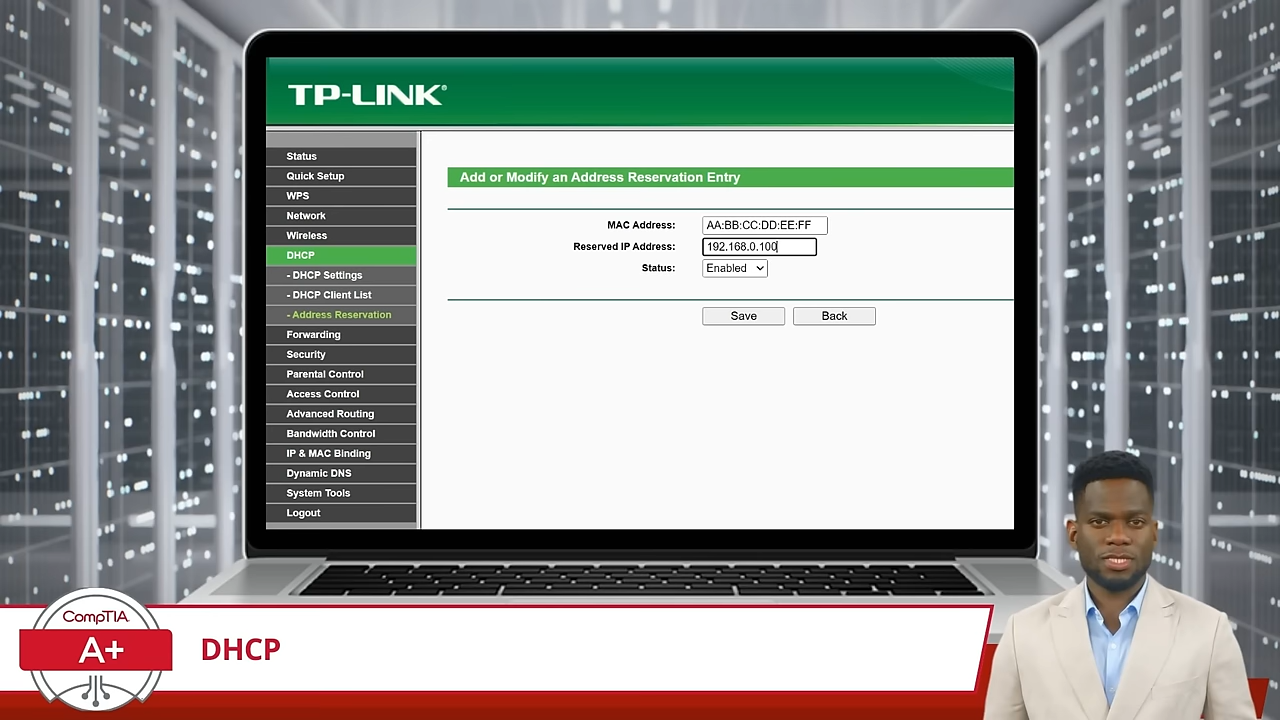 TP-LINK®
Status
Quick Setup
WPS
Network
Wireless
DHCP
- DHCP Settings
- DHCP Client List
- Address Reservation
Forwarding
Security
Parental Control
Access Control
Advanced Routing
Bandwidth Control
IP & MAC Binding
Dynamic DNS
System Tools
Logout
Add or Modify an Address Reservation Entry
MAC Address: AA:BB:CC:DD:EE:FF
Reserved IP Address: 192.168.0.100
Status: Enabled
Save Back
CompTIA
A+
DHCP